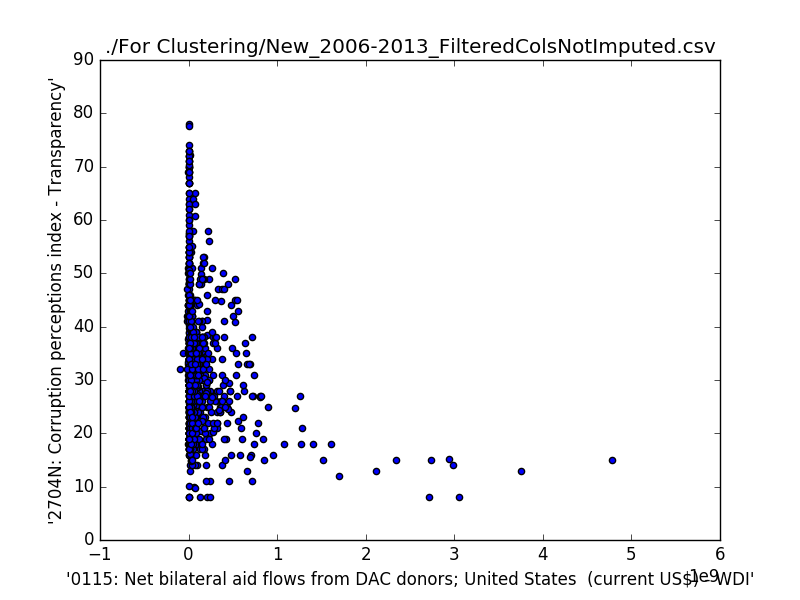 ./For Clustering/New_2006-2013_FilteredColsNotImputed.csv
90
80
70
60
50
40
30
20
10
0
'2704N: Corruption perceptions index - Transparency'
−1 0 1 2 3 4 5 6
1e9
'0115: Net bilateral aid flows from DAC donors; United States (current US$) - WDI'